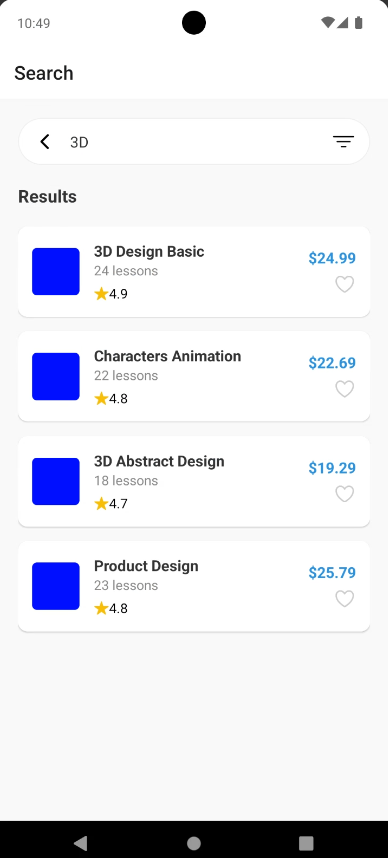 10:49
Search
3D
Results
3D Design Basic
$24.99
24 lessons
4.9
Characters Animation
$22.69
22 lessons
4.8
3D Abstract Design
$19.29
18 lessons
4.7
Product Design
$25.79
23 lessons
4.8